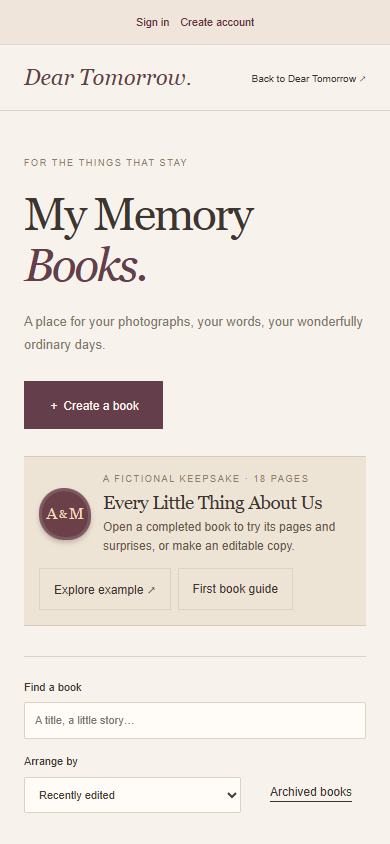 Sign in Create account
Dear Tomorrow.
Back to Dear Tomorrow ↗
FOR THE THINGS THAT STAY
My Memory
Books.
A place for your photographs, your words, your wonderfully
ordinary days.
+ Create a book
A FICTIONAL KEEPSAKE · 18 PAGES
A&M
Every Little Thing About Us
Open a completed book to try its pages and
surprises, or make an editable copy.
Explore example ↗
First book guide
Find a book
A title, a little story…
Arrange by
Recently edited
Archived books